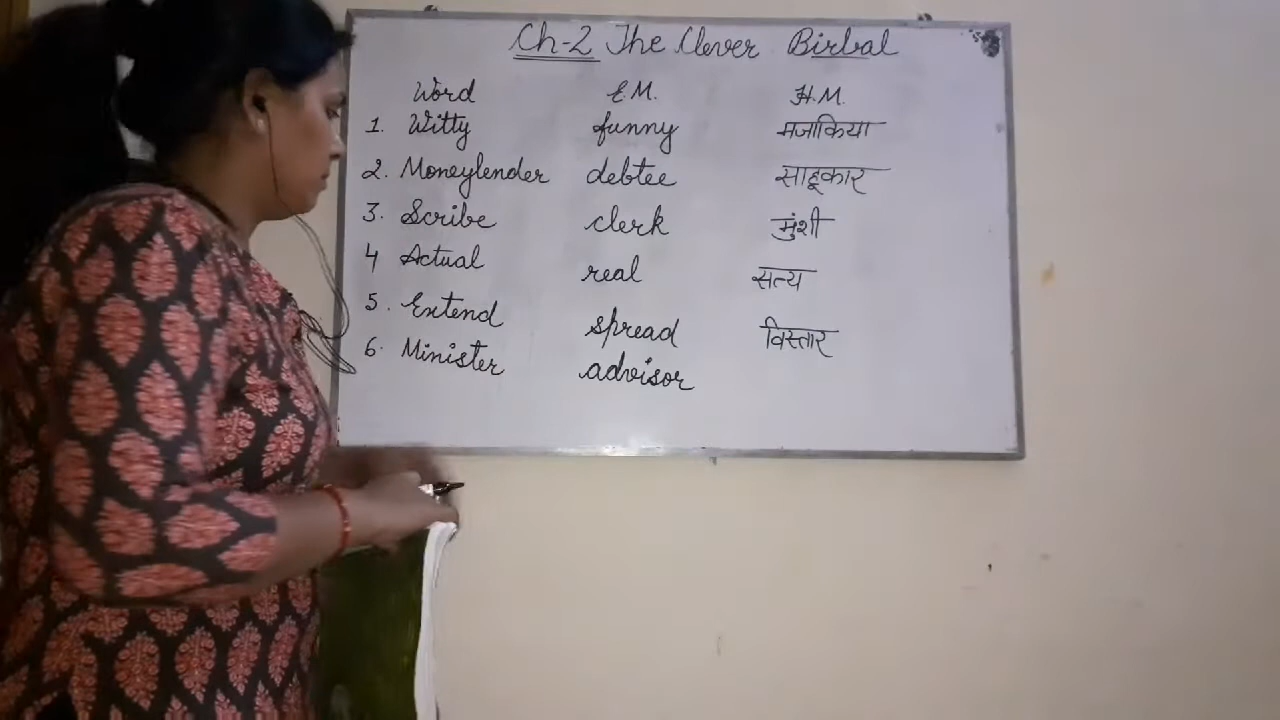 Ch-2 The Clever Birbal
Word E.M. H.M.
1. Witty funny मजाकिया
2. Moneylender debtee साहूकार
3. Scribe clerk मुंशी
4 Actual real सत्य
5. Extend spread विस्तार
6. Minister advisor